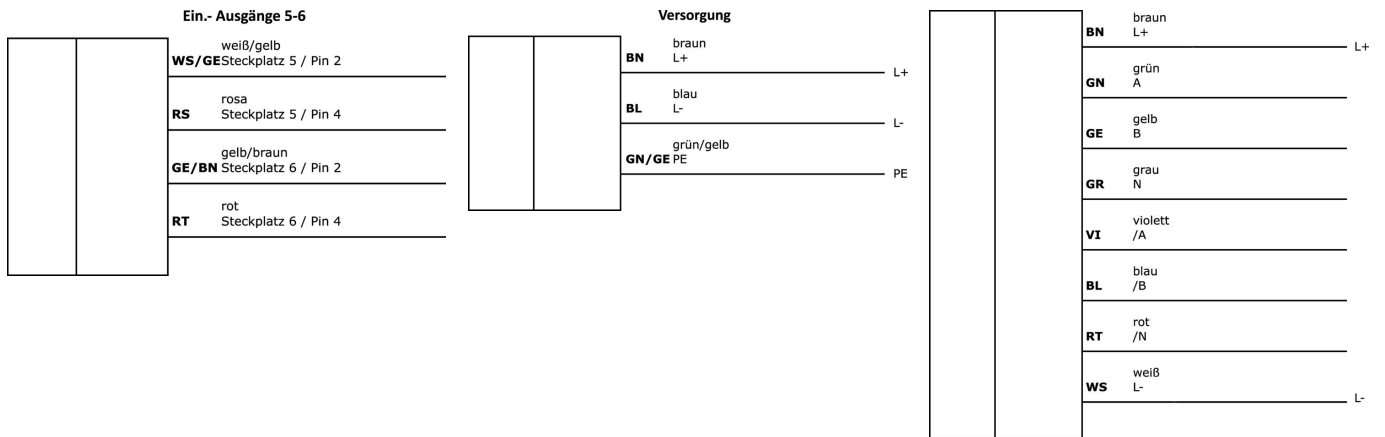 Ein.- Ausgänge 5-6
weiß/gelb
WS/GE Steckplatz 5 / Pin 2
rosa
RS Steckplatz 5 / Pin 4
gelb/braun
GE/BN Steckplatz 6 / Pin 2
rot
RT Steckplatz 6 / Pin 4
Versorgung
braun
BN L+
L+
blau
BL L-
L-
grün/gelb
GN/GE PE
PE
braun
BN L+
L+
grün
GN A
gelb
GE B
grau
GR N
violett
VI /A
blau
BL /B
rot
RT /N
weiß
WS L-
L-